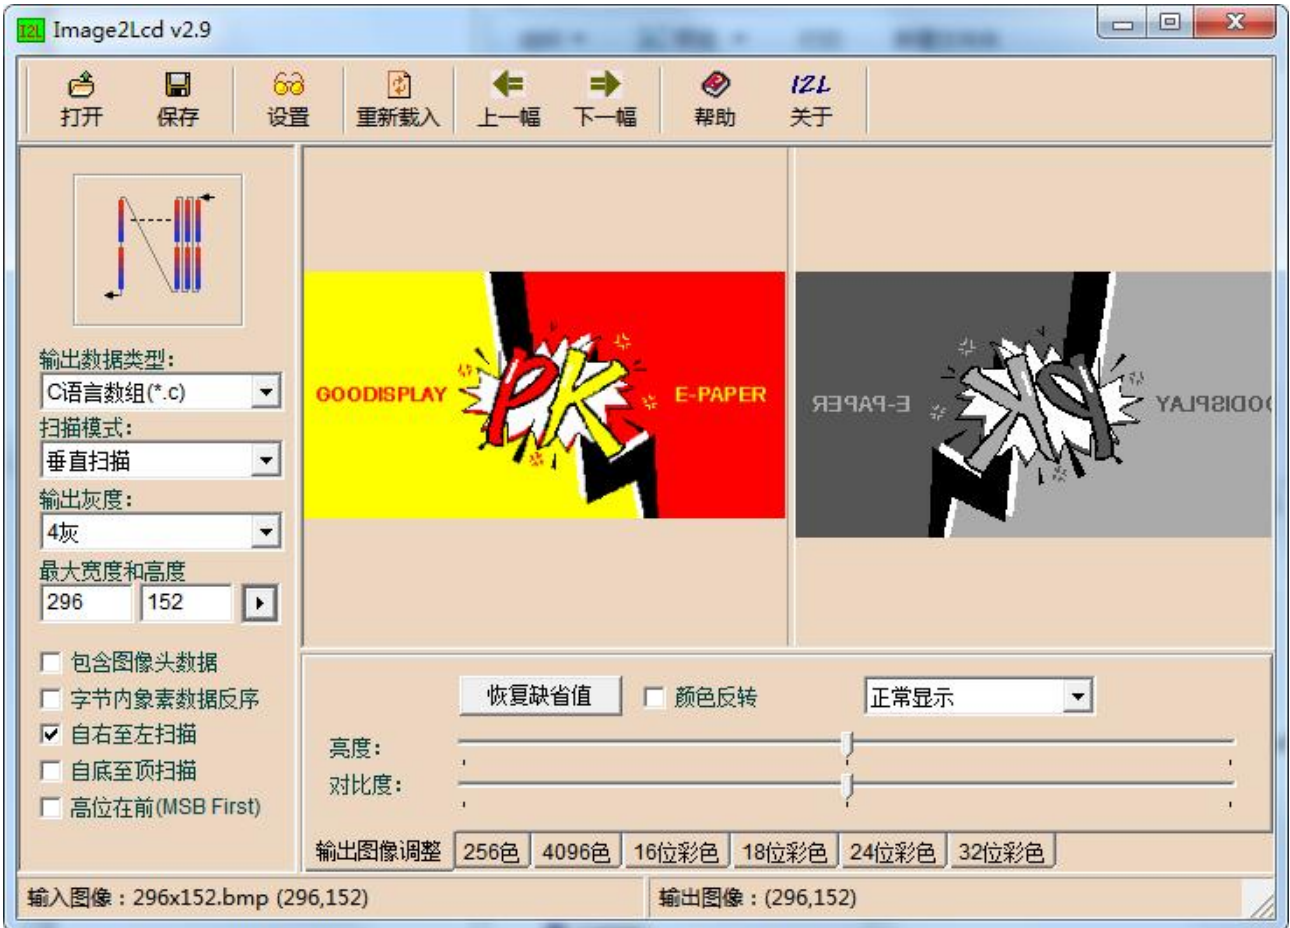 I2L Image2Lcd v2.9
打开 保存 设置 重新载入 上一幅 下一幅 帮助 I2L 关于
输出数据类型：
C语言数组(*.c)
扫描模式：
垂直扫描
输出灰度：
4灰
最大宽度和高度
296 152
包含图像头数据
字节内象素数据反序
自右至左扫描
自底至顶扫描
高位在前(MSB First)
GOODISPLAY PK E-PAPER
E-PAPER PK OODISPLAY
恢复缺省值 颜色反转 正常显示
亮度：
对比度：
输出图像调整 256色 4096色 16位彩色 18位彩色 24位彩色 32位彩色
输入图像：296x152.bmp (296,152) 输出图像：(296,152)